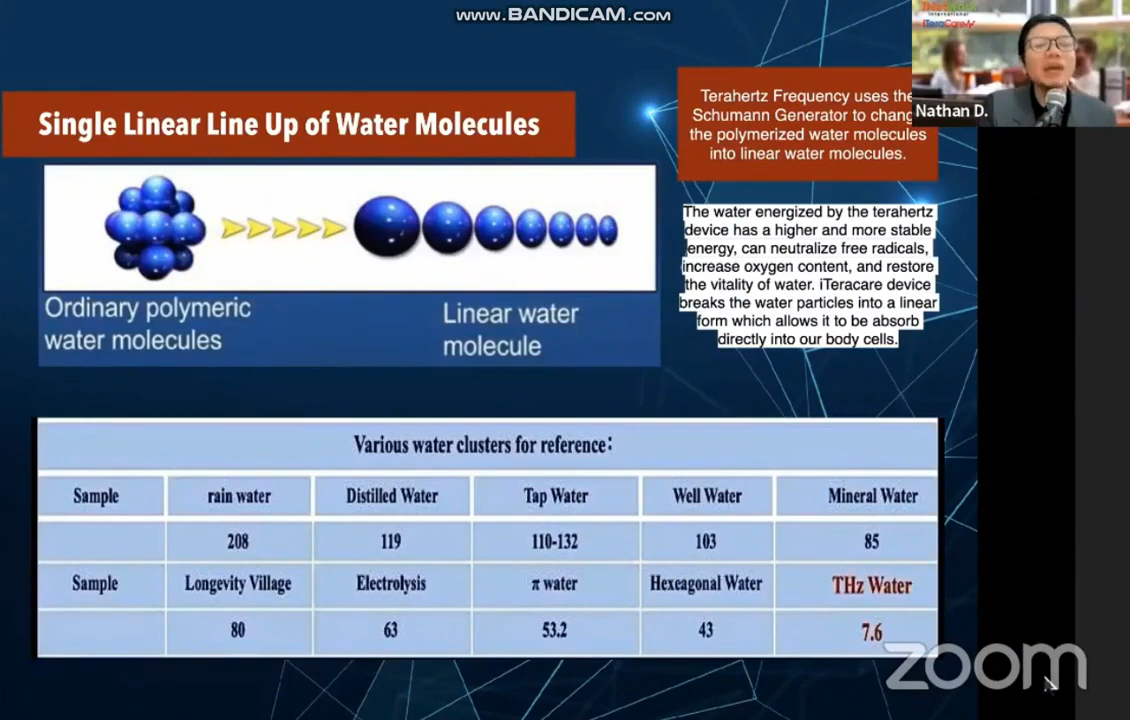 www.BANDICAM.com
iTeraCare
Nathan D.
Single Linear Line Up of Water Molecules
Terahertz Frequency uses the
Schumann Generator to chang
the polymerized water molecules
into linear water molecules.
Ordinary polymeric
water molecules
Linear water
molecule
The water energized by the terahertz
device has a higher and more stable
energy, can neutralize free radicals,
increase oxygen content, and restore
the vitality of water. iTeracare device
breaks the water particles into a linear
form which allows it to be absorb
directly into our body cells.
Various water clusters for reference:
Sample rain water Distilled Water Tap Water Well Water Mineral Water
208 119 110-132 103 85
Sample Longevity Village Electrolysis π water Hexeagonal Water THz Water
80 63 53.2 43 7.6
zoom